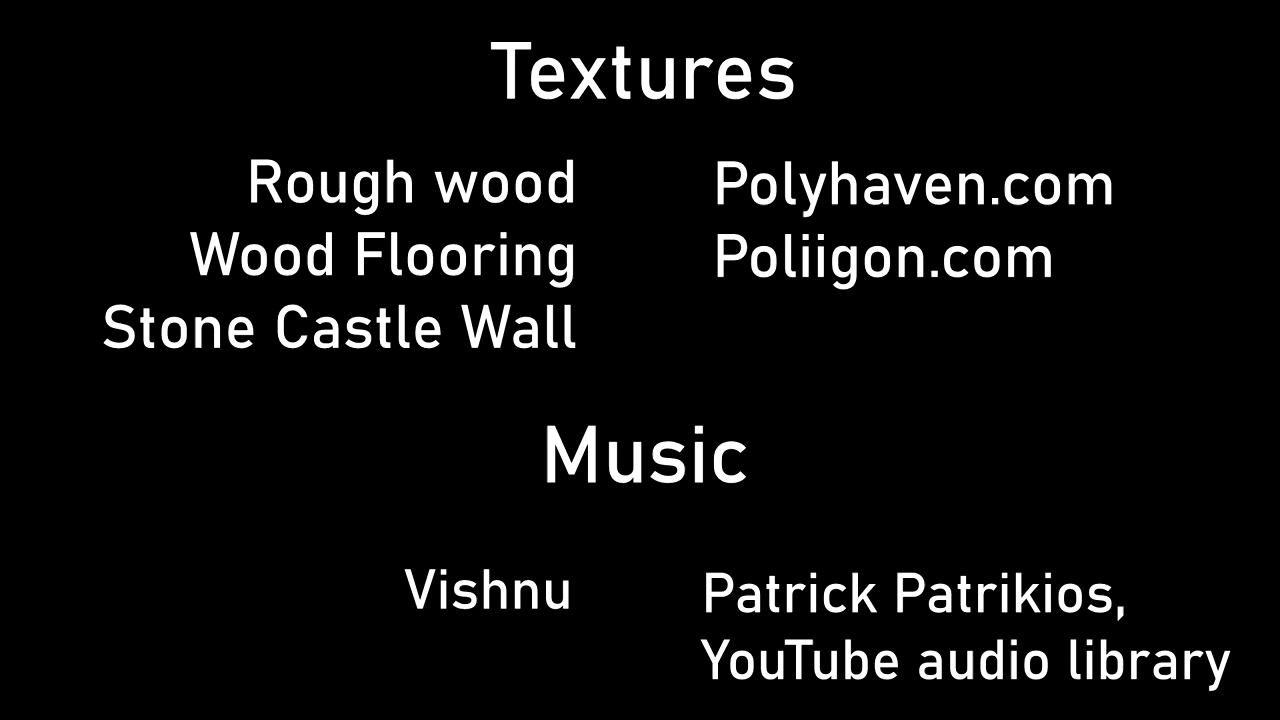 Textures
Rough wood Polyhaven.com
Wood Flooring Poliigon.com
Stone Castle Wall
Music
Vishnu Patrick Patrikios,
YouTube audio library